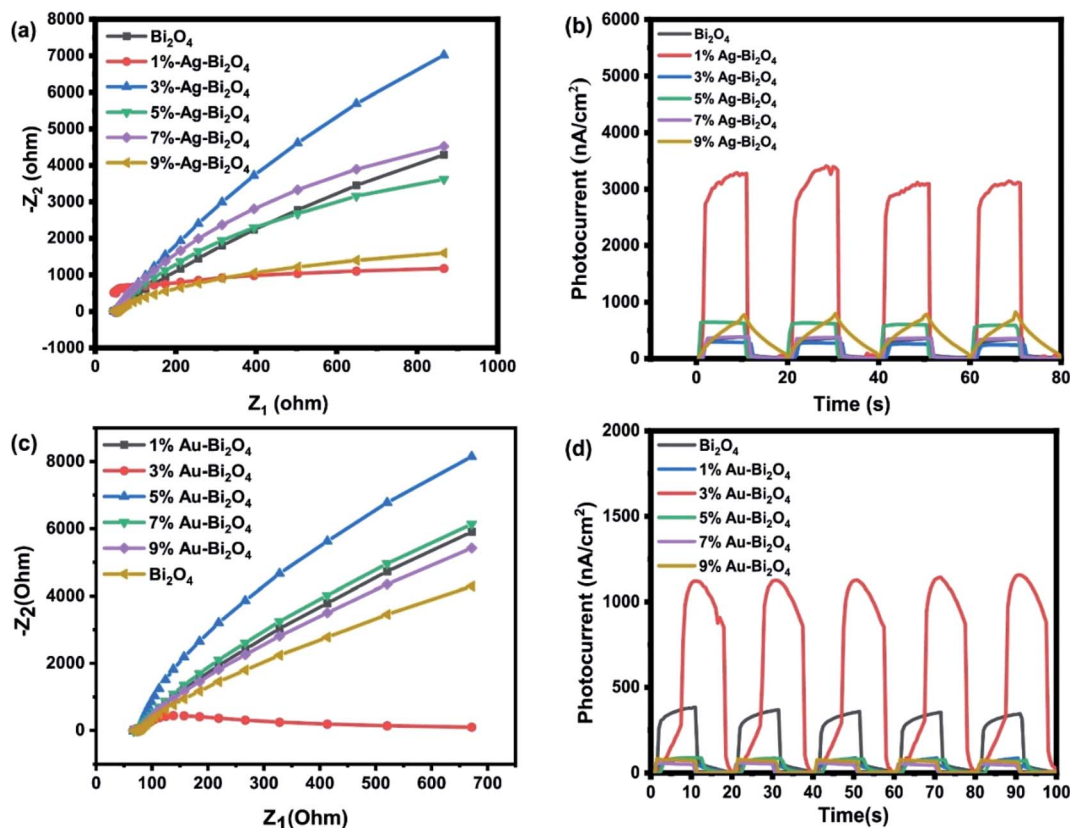 (a)
Bi₂O₄
1%-Ag-Bi₂O₄
3%-Ag-Bi₂O₄
5%-Ag-Bi₂O₄
7%-Ag-Bi₂O₄
9%-Ag-Bi₂O₄
8000
7000
6000
5000
4000
3000
2000
1000
0
-1000
-Z₂ (ohm)
0 200 400 600 800 1000
Z₁ (ohm)
(b)
Bi₂O₄
1% Ag-Bi₂O₄
3% Ag-Bi₂O₄
5% Ag-Bi₂O₄
7% Ag-Bi₂O₄
9% Ag-Bi₂O₄
6000
5000
4000
3000
2000
1000
0
Photocurrent (nA/cm²)
0 20 40 60 80
Time (s)
(c)
1% Au-Bi₂O₄
3% Au-Bi₂O₄
5% Au-Bi₂O₄
7% Au-Bi₂O₄
9% Au-Bi₂O₄
Bi₂O₄
8000
6000
4000
2000
0
-Z₂(Ohm)
0 100 200 300 400 500 600 700
Z₁(Ohm)
(d)
Bi₂O₄
1% Au-Bi₂O₄
3% Au-Bi₂O₄
5% Au-Bi₂O₄
7% Au-Bi₂O₄
9% Au-Bi₂O₄
2000
1500
1000
500
0
Photocurrent (nA/cm²)
0 10 20 30 40 50 60 70 80 90 100
Time(s)